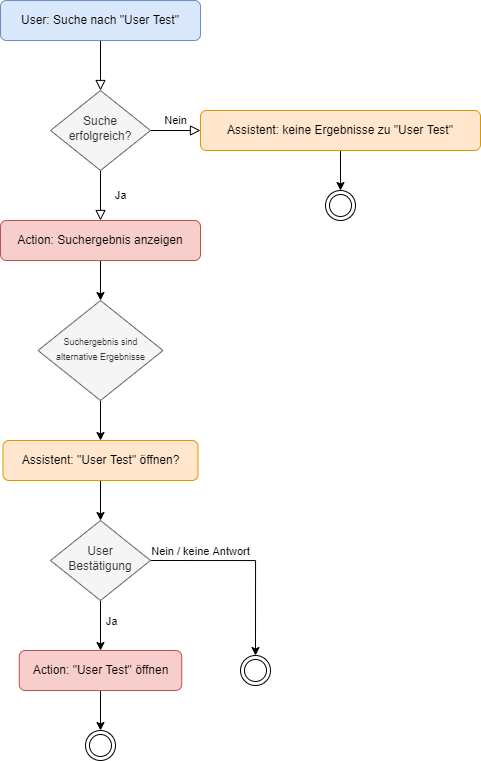 User: Suche nach "User Test"
Suche
erfolgreich?
Nein
Assistent: keine Ergebnisse zu "User Test"
Ja
Action: Suchergebnis anzeigen
Suchergebnis sind
alternative Ergebnisse
Assistent: "User Test" öffnen?
User
Bestätigung
Nein / keine Antwort
Ja
Action: "User Test" öffnen